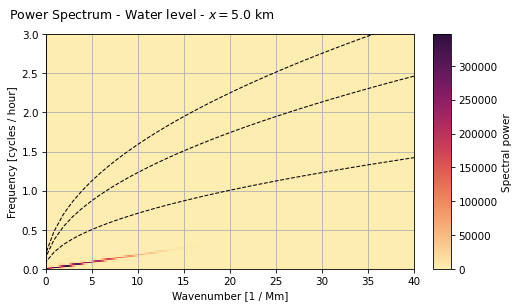 Power Spectrum - Water level - x = 5.0 km
3.0
2.5
2.0
1.5
1.0
0.5
0.0
Frequency [cycles / hour]
0 5 10 15 20 25 30 35 40
Wavenumber [1 / Mm]
300000
250000
200000
150000
100000
50000
0
Spectral power